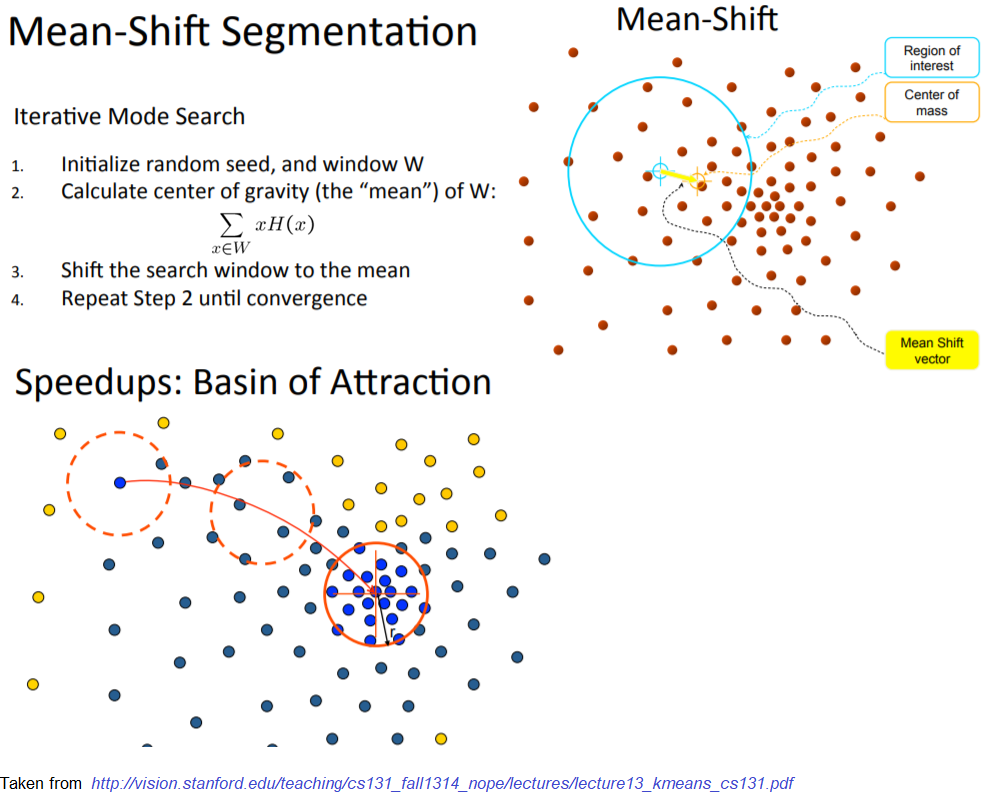 Mean-Shift Segmentation
Iterative Mode Search
1. Initialize random seed, and window W
2. Calculate center of gravity (the “mean”) of W:
∑ xH(x)
x∈W
3. Shift the search window to the mean
4. Repeat Step 2 until convergence
Mean-Shift
Region of
interest
Center of
mass
Mean Shift
vector
Speedups: Basin of Attraction
r
Taken from http://vision.stanford.edu/teaching/cs131_fall1314_nope/lectures/lecture13_kmeans_cs131.pdf